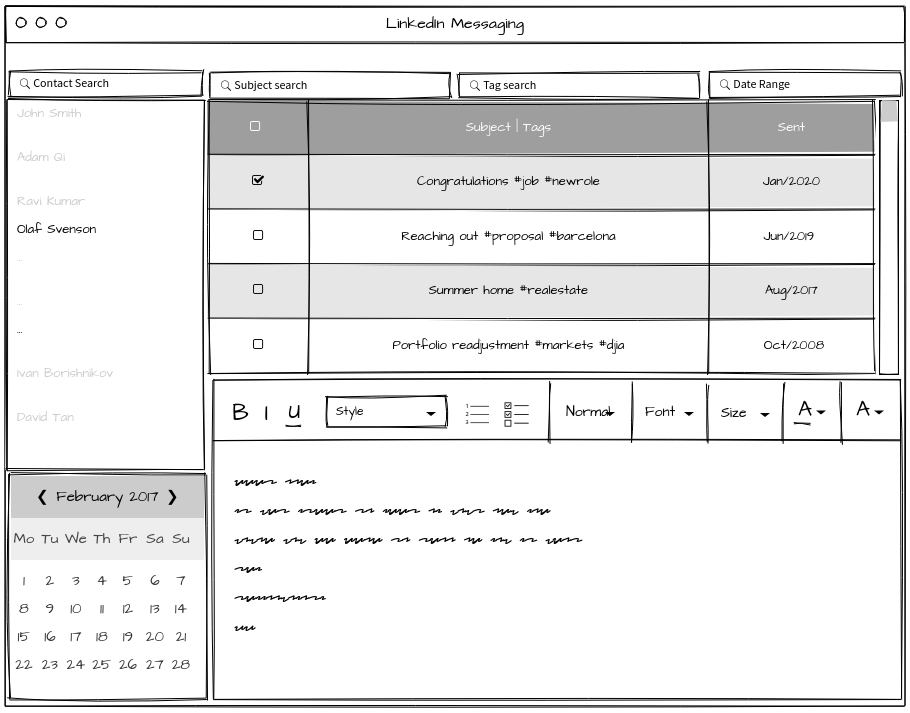 LinkedIn Messaging
Contact Search
Subject search
Tag search
Date Range
John Smith
Adam Qi
Ravi Kumar
Olaf Svenson
...
...
...
Ivan Borishnikov
David Tan
Subject | Tags Sent
Congratulations #job #newrole Jan/2020
Reaching out #proposal #barcelona Jun/2019
Summer home #realestate Aug/2017
Portfolio readjustment #markets #djia Oct/2008
B I U Style Normal Font Size A A
❮ February 2017 ❯
Mo Tu We Th Fr Sa Su
1 2 3 4 5 6 7
8 9 10 11 12 13 14
15 16 17 18 19 20 21
22 23 24 25 26 27 28